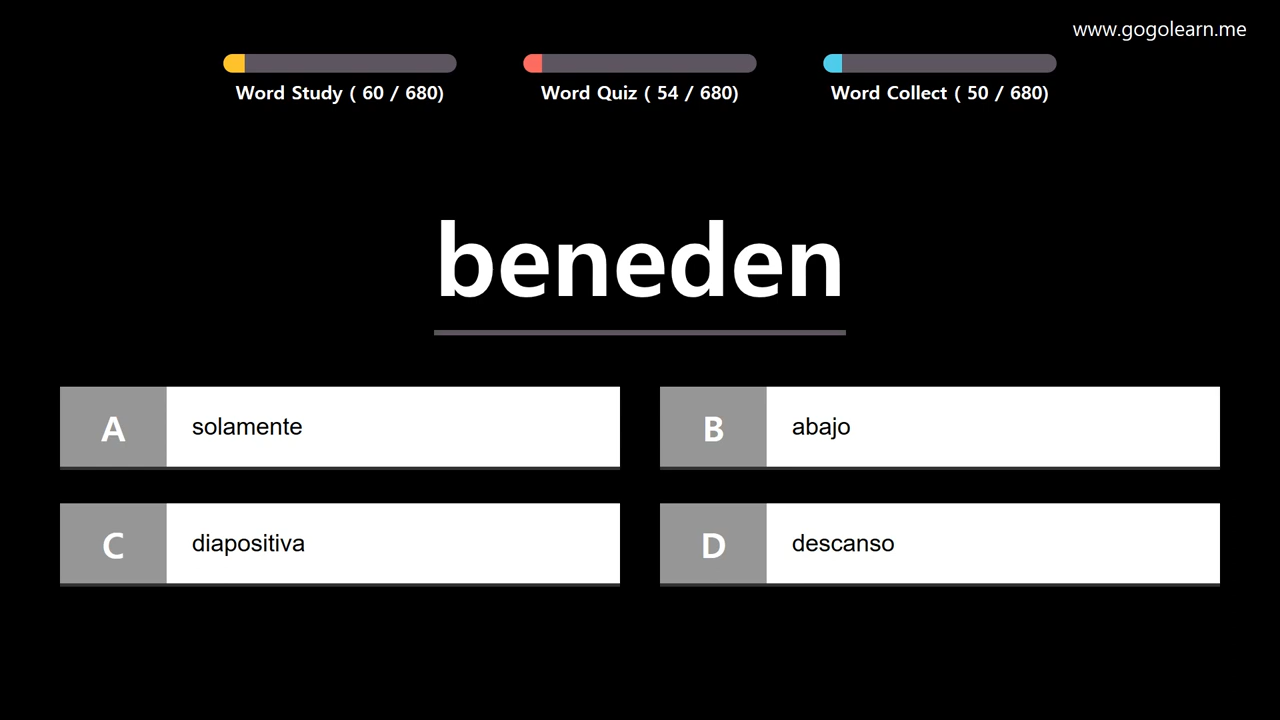 www.gogolearn.me
Word Study ( 60 / 680)
Word Quiz ( 54 / 680)
Word Collect ( 50 / 680)
beneden
A solamente
B abajo
C diapositiva
D descanso